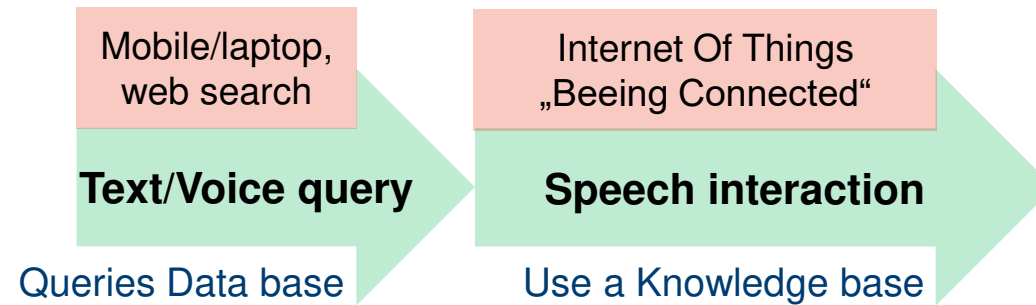 Mobile/laptop,
web search
Text/Voice query
Queries Data base
Internet Of Things
„Beeing Connected“
Speech interaction
Use a Knowledge base